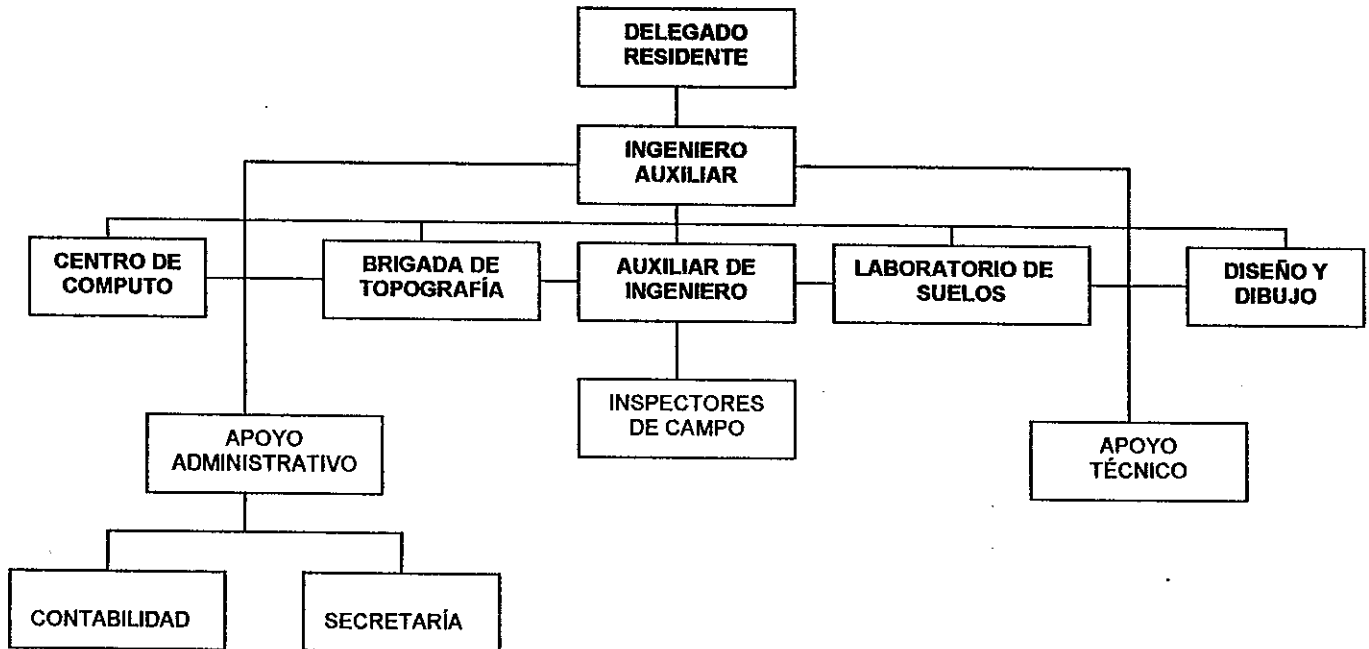 DELEGADO
RESIDENTE
INGENIERO
AUXILIAR
CENTRO DE
COMPUTO
BRIGADA DE
TOPOGRAFÍA
AUXILIAR DE
INGENIERO
LABORATORIO DE
SUELOS
DISEÑO Y
DIBUJO
INSPECTORES
DE CAMPO
APOYO
ADMINISTRATIVO
APOYO
TÉCNICO
CONTABILIDAD
SECRETARÍA